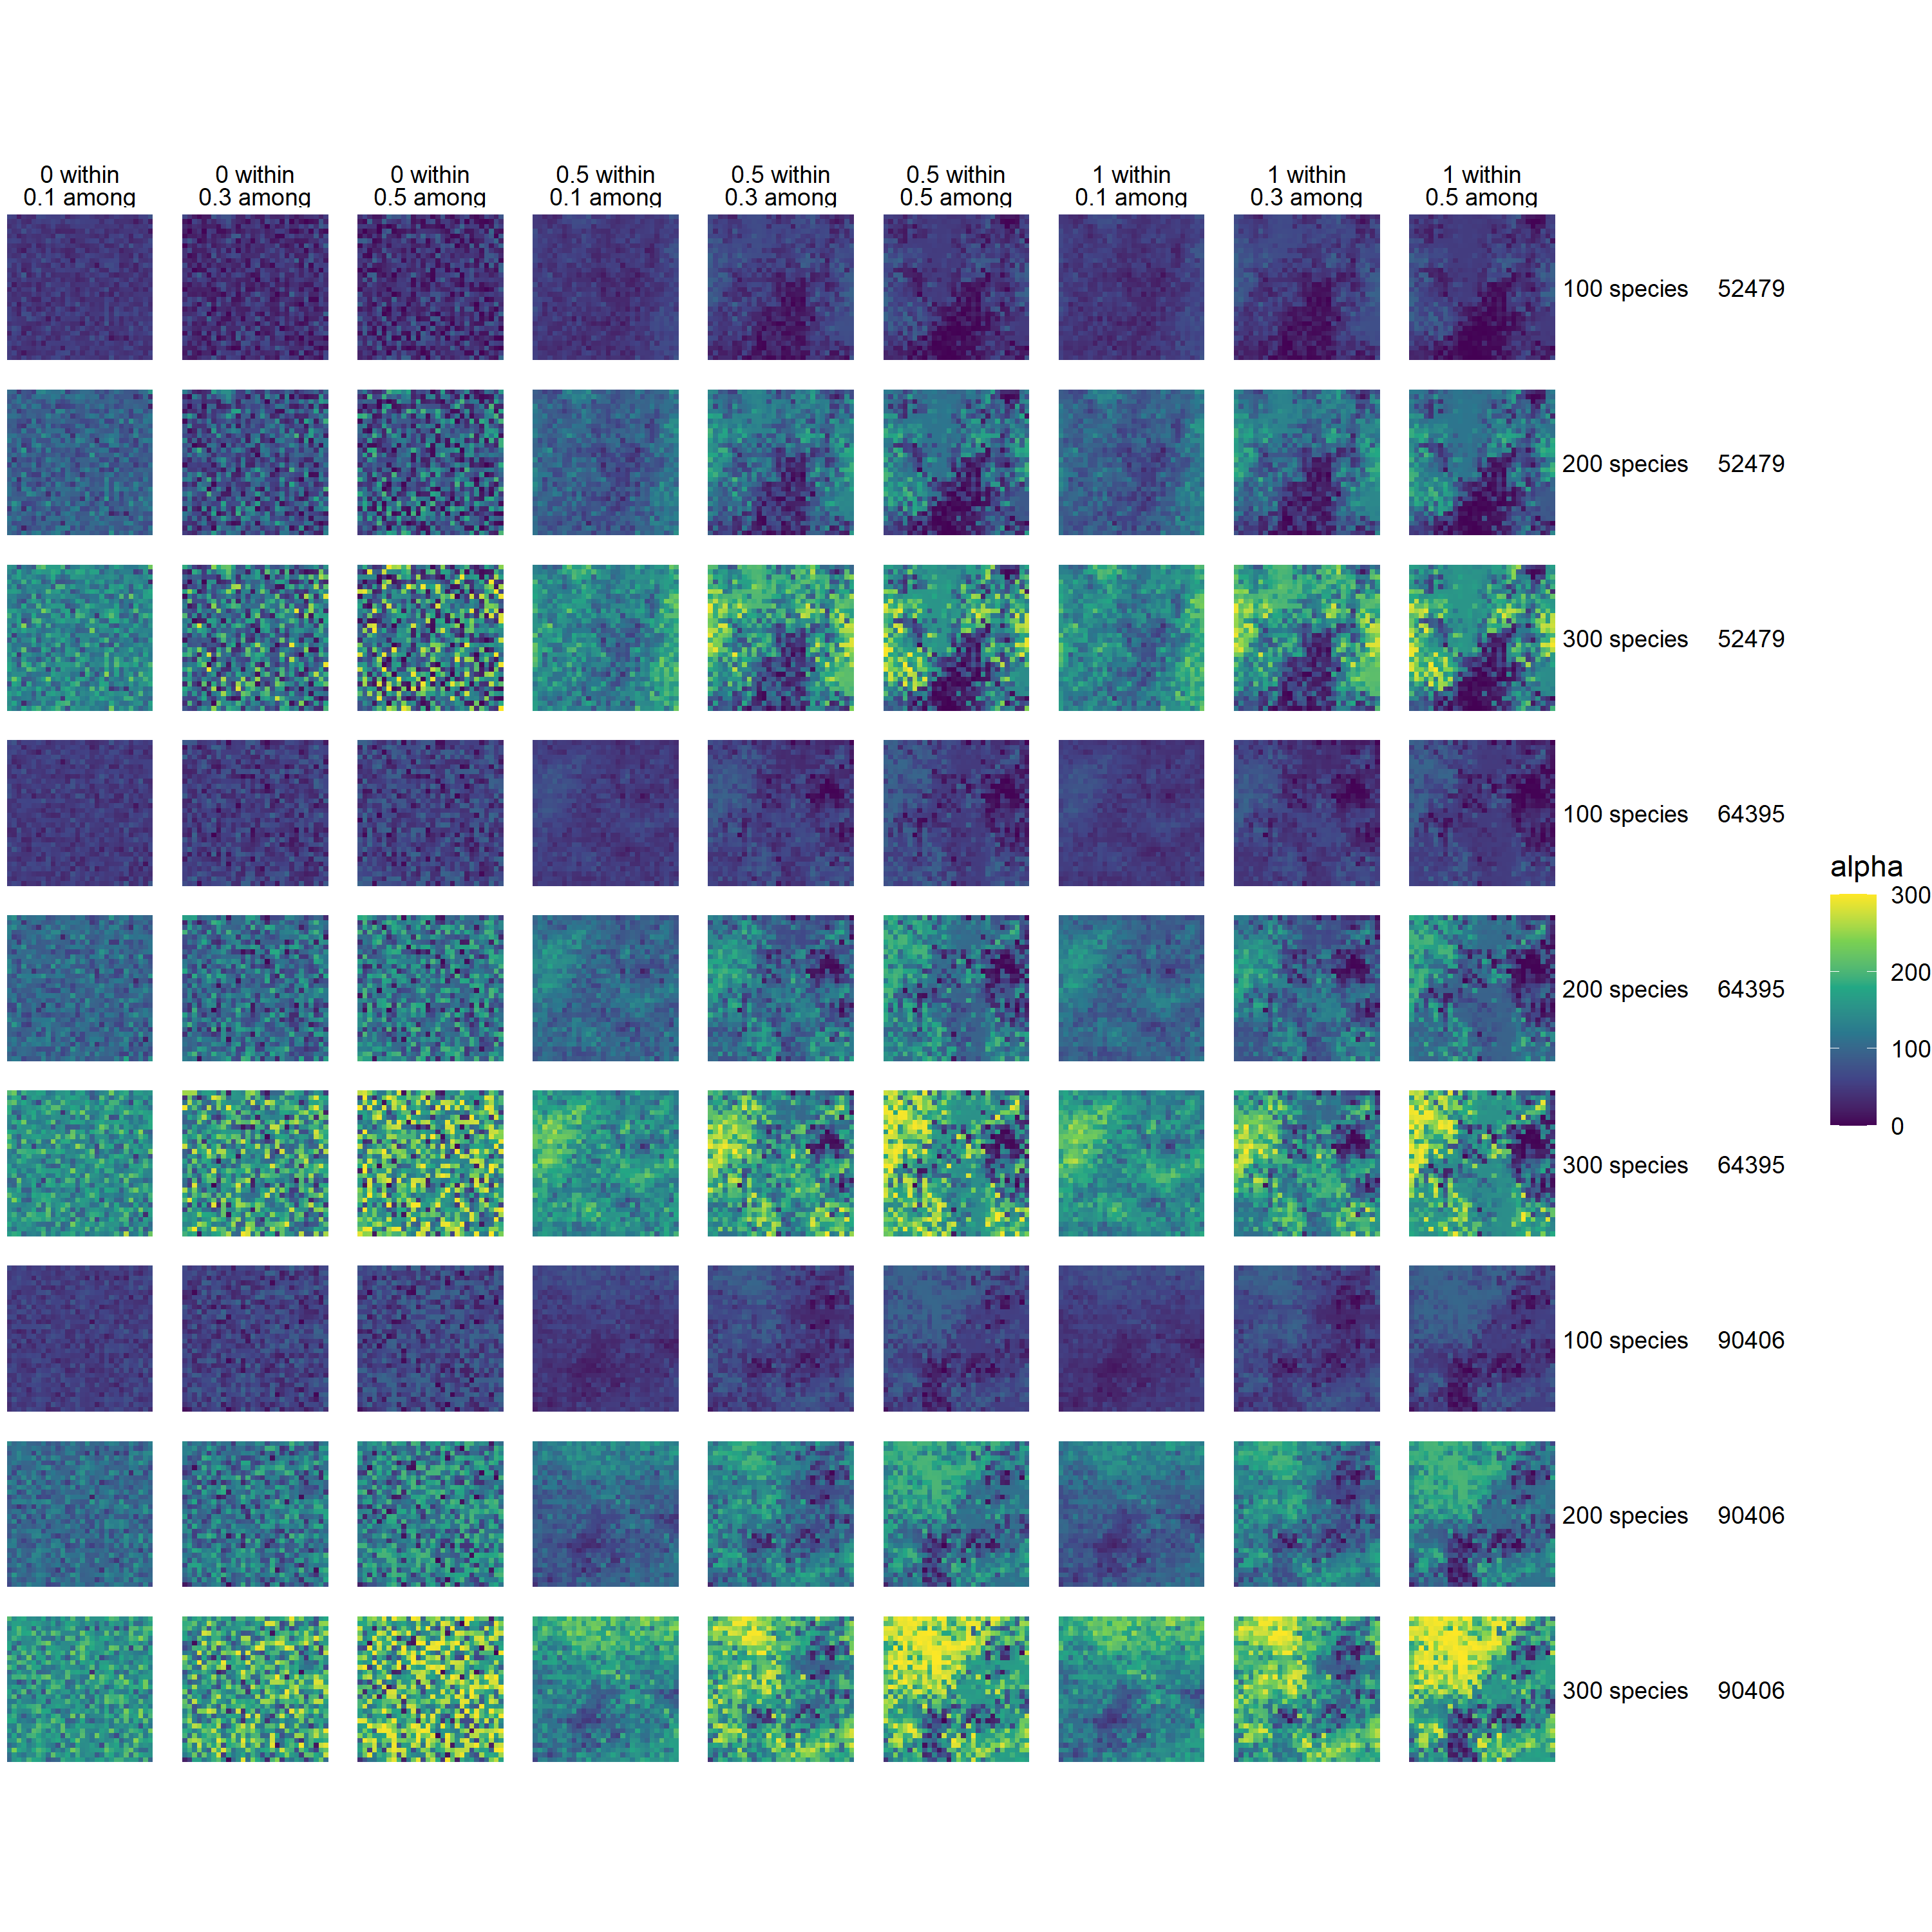 0 within
0.1 among
0 within
0.3 among
0 within
0.5 among
0.5 within
0.1 among
0.5 within
0.3 among
0.5 within
0.5 among
1 within
0.1 among
1 within
0.3 among
1 within
0.5 among
100 species 52479
200 species 52479
300 species 52479
100 species 64395
200 species 64395
300 species 64395
100 species 90406
200 species 90406
300 species 90406
alpha
300
200
100
0